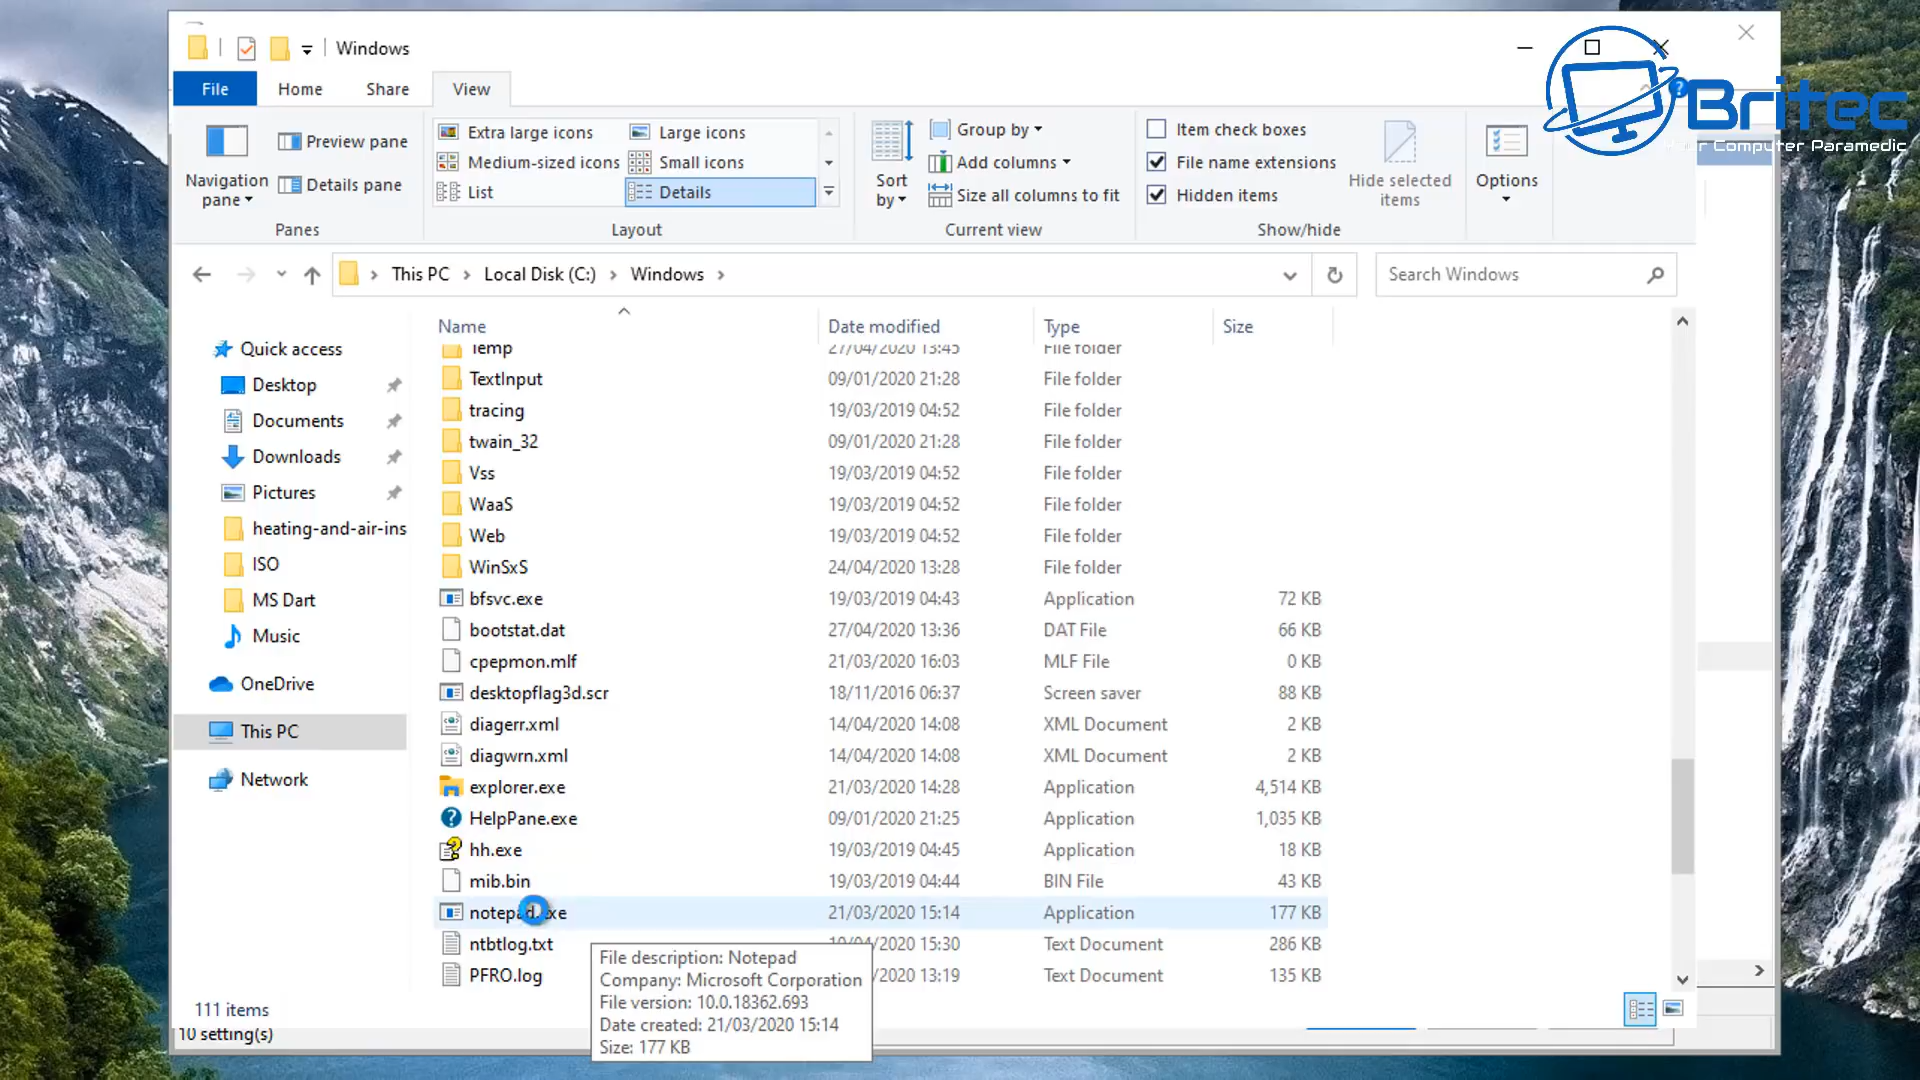 Windows
File Home Share View
Preview pane
Details pane
Navigation
pane
Panes
Extra large icons Large icons
Medium-sized icons Small icons
List Details
Layout
Sort
by
Group by
Add columns
Size all columns to fit
Current view
Item check boxes
File name extensions
Hidden items
Hide selected
items
Show/hide
Options
Britec
Your Computer Paramedic
This PC > Local Disk (C:) > Windows >
Search Windows
Quick access
Desktop
Documents
Downloads
Pictures
heating-and-air-ins
ISO
MS Dart
Music
OneDrive
This PC
Network
Name Date modified Type Size
Temp 27/04/2020 13:45 File folder
TextInput 09/01/2020 21:28 File folder
tracing 19/03/2019 04:52 File folder
twain_32 09/01/2020 21:28 File folder
Vss 19/03/2019 04:52 File folder
WaaS 19/03/2019 04:52 File folder
Web 19/03/2019 04:52 File folder
WinSxS 24/04/2020 13:28 File folder
bfsvc.exe 19/03/2019 04:43 Application 72 KB
bootstat.dat 27/04/2020 13:36 DAT File 66 KB
cpepmon.mlf 21/03/2020 16:03 MLF File 0 KB
desktopflag3d.scr 18/11/2016 06:37 Screen saver 88 KB
diagerr.xml 14/04/2020 14:08 XML Document 2 KB
diagwrn.xml 14/04/2020 14:08 XML Document 2 KB
explorer.exe 21/03/2020 14:28 Application 4,514 KB
HelpPane.exe 09/01/2020 21:25 Application 1,035 KB
hh.exe 19/03/2019 04:45 Application 18 KB
mib.bin 19/03/2019 04:44 BIN File 43 KB
notepad.exe 21/03/2020 15:14 Application 177 KB
ntbtlog.txt /2020 15:30 Text Document 286 KB
PFRO.log /2020 13:19 Text Document 135 KB
File description: Notepad
Company: Microsoft Corporation
File version: 10.0.18362.693
Date created: 21/03/2020 15:14
Size: 177 KB
111 items
10 setting(s)